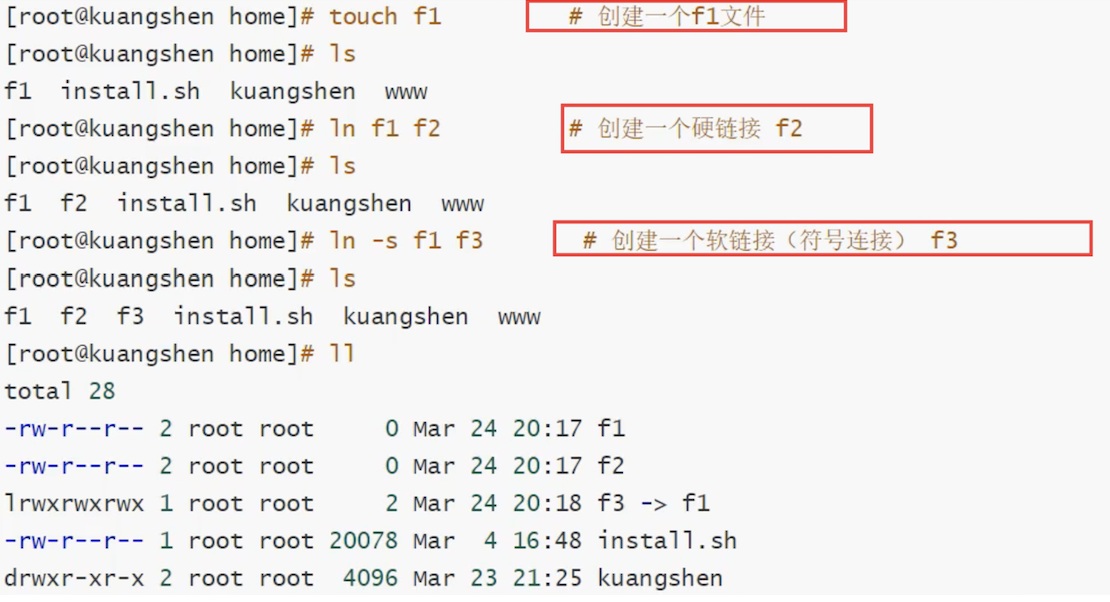 [root@kuangshen home]# touch f1 # 创建一个f1文件
[root@kuangshen home]# ls
f1 install.sh kuangshen www
[root@kuangshen home]# ln f1 f2 # 创建一个硬链接 f2
[root@kuangshen home]# ls
f1 f2 install.sh kuangshen www
[root@kuangshen home]# ln -s f1 f3 # 创建一个软链接（符号连接） f3
[root@kuangshen home]# ls
f1 f2 f3 install.sh kuangshen www
[root@kuangshen home]# ll
total 28
-rw-r--r-- 2 root root 0 Mar 24 20:17 f1
-rw-r--r-- 2 root root 0 Mar 24 20:17 f2
lrwxrwxrwx 1 root root 2 Mar 24 20:18 f3 -> f1
-rw-r--r-- 1 root root 20078 Mar 4 16:48 install.sh
drwxr-xr-x 2 root root 4096 Mar 23 21:25 kuangshen